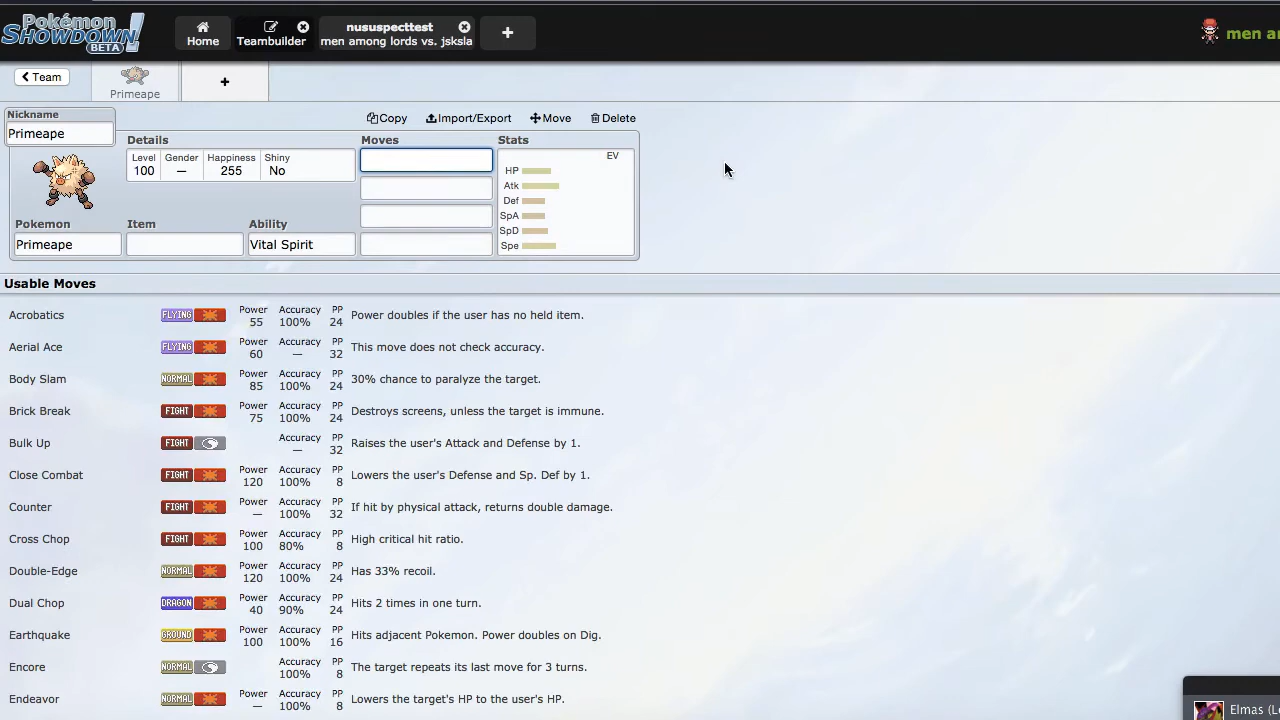 Pokémon
Showdown!
BETA
Home
Teambuilder
nususpecttest
men among lords vs. jsksla
+
men a
Team
Primeape
+
Nickname
Primeape
Copy Import/Export Move Delete
Details
Level Gender Happiness Shiny
100 — 255 No
Moves
Stats
EV
HP
Atk
Def
SpA
SpD
Spe
Pokemon Item Ability
Primeape Vital Spirit
Usable Moves
Acrobatics FLYING Power 55 Accuracy 100% PP 24 Power doubles if the user has no held item.
Aerial Ace FLYING Power 60 Accuracy — PP 32 This move does not check accuracy.
Body Slam NORMAL Power 85 Accuracy 100% PP 24 30% chance to paralyze the target.
Brick Break FIGHT Power 75 Accuracy 100% PP 24 Destroys screens, unless the target is immune.
Bulk Up FIGHT Accuracy — PP 32 Raises the user's Attack and Defense by 1.
Close Combat FIGHT Power 120 Accuracy 100% PP 8 Lowers the user's Defense and Sp. Def by 1.
Counter FIGHT Power — Accuracy 100% PP 32 If hit by physical attack, returns double damage.
Cross Chop FIGHT Power 100 Accuracy 80% PP 8 High critical hit ratio.
Double-Edge NORMAL Power 120 Accuracy 100% PP 24 Has 33% recoil.
Dual Chop DRAGON Power 40 Accuracy 90% PP 24 Hits 2 times in one turn.
Earthquake GROUND Power 100 Accuracy 100% PP 16 Hits adjacent Pokemon. Power doubles on Dig.
Encore NORMAL Accuracy 100% PP 8 The target repeats its last move for 3 turns.
Endeavor NORMAL Power — Accuracy 100% PP 8 Lowers the target's HP to the user's HP.
Elmas (L